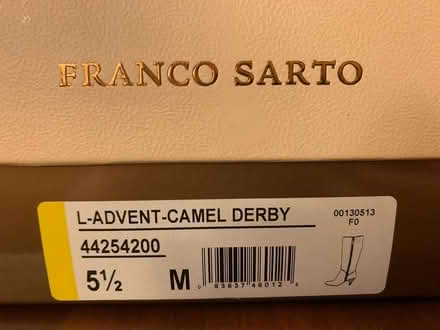 FRANCO SARTO
L-ADVENT-CAMEL DERBY
00130513
F0
44254200
5½
M